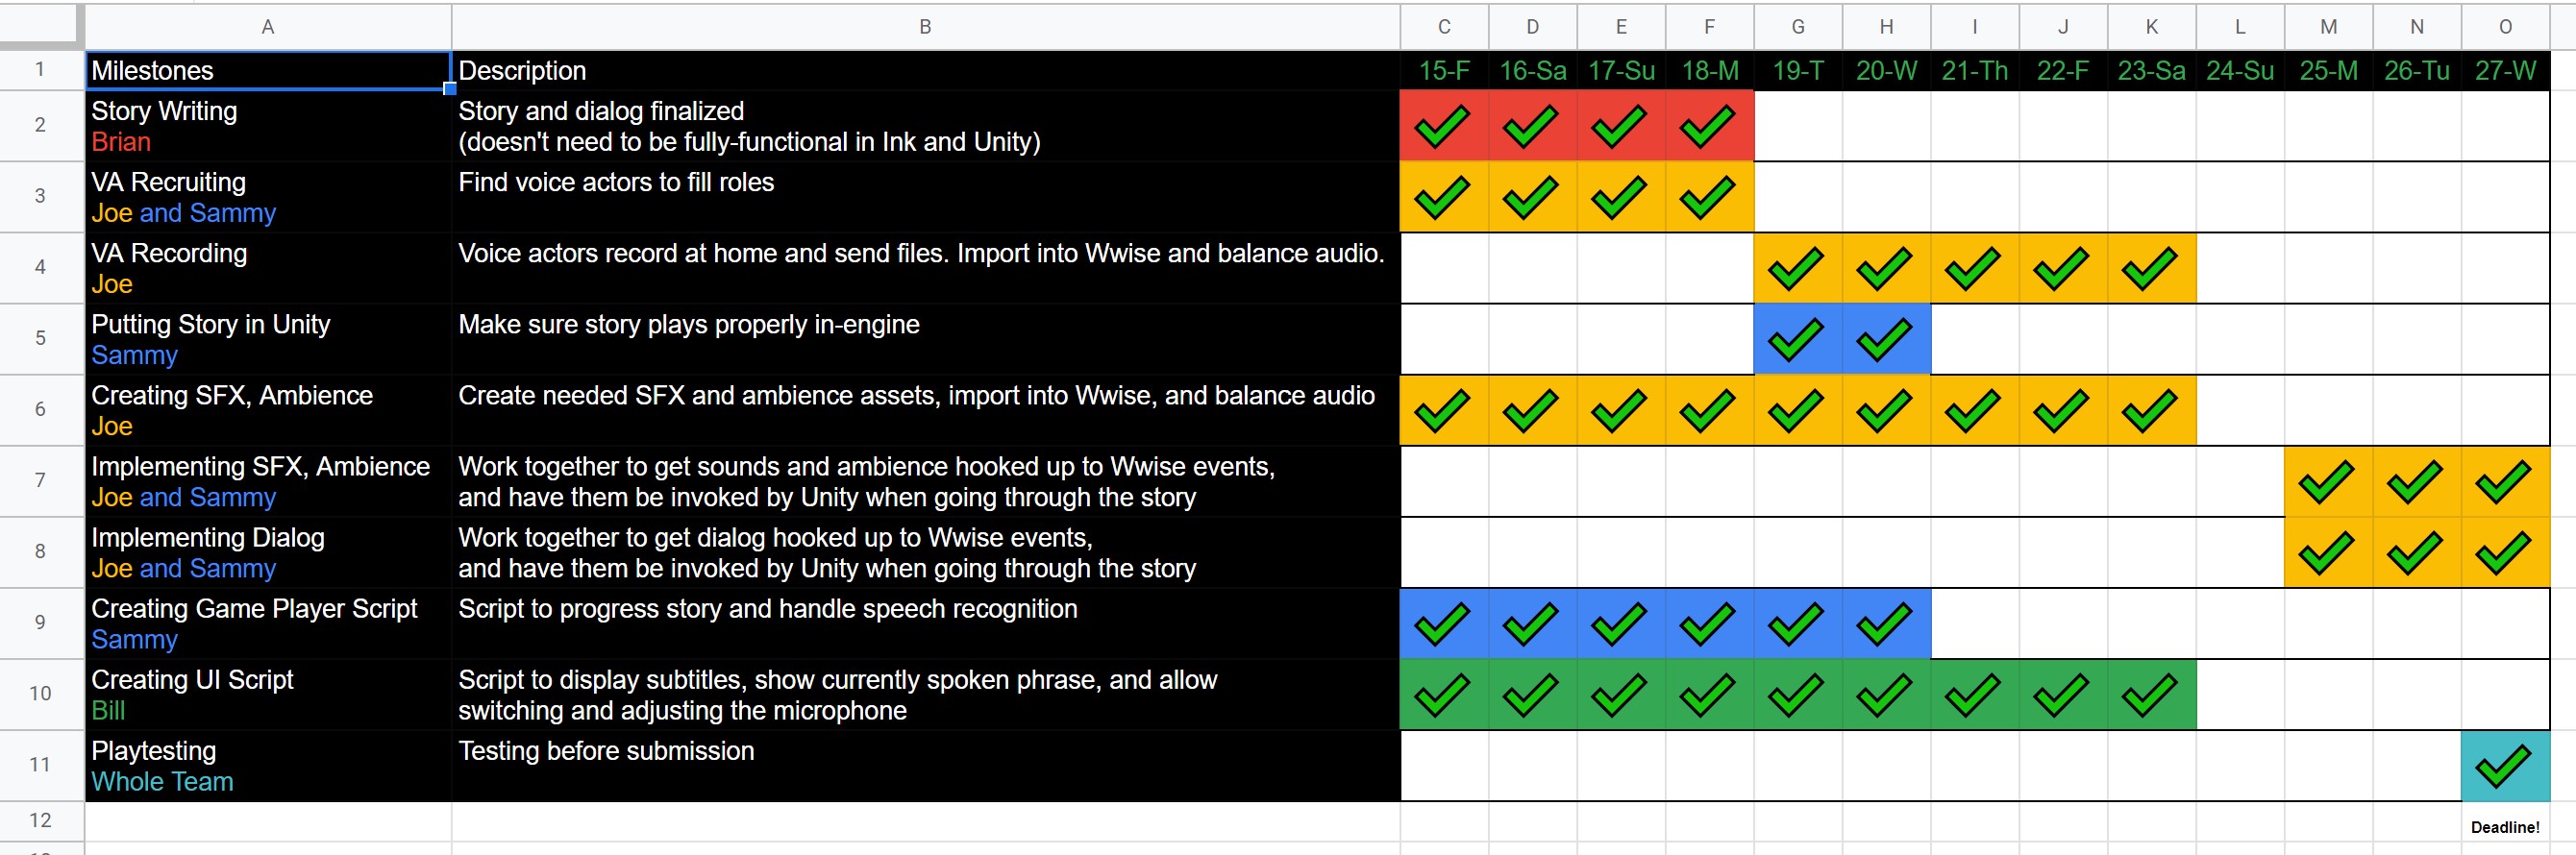 A B C D E F G H I J K L M N O
1 Milestones Description 15-F 16-Sa 17-Su 18-M 19-T 20-W 21-Th 22-F 23-Sa 24-Su 25-M 26-Tu 27-W
2 Story Writing Story and dialog finalized
Brian (doesn't need to be fully-functional in Ink and Unity)
3 VA Recruiting Find voice actors to fill roles
Joe and Sammy
4 VA Recording Voice actors record at home and send files. Import into Wwise and balance audio.
Joe
5 Putting Story in Unity Make sure story plays properly in-engine
Sammy
6 Creating SFX, Ambience Create needed SFX and ambience assets, import into Wwise, and balance audio
Joe
7 Implementing SFX, Ambience Work together to get sounds and ambience hooked up to Wwise events,
Joe and Sammy and have them be invoked by Unity when going through the story
8 Implementing Dialog Work together to get dialog hooked up to Wwise events,
Joe and Sammy and have them be invoked by Unity when going through the story
9 Creating Game Player Script Script to progress story and handle speech recognition
Sammy
10 Creating UI Script Script to display subtitles, show currently spoken phrase, and allow
Bill switching and adjusting the microphone
11 Playtesting Testing before submission
Whole Team
12 Deadline!